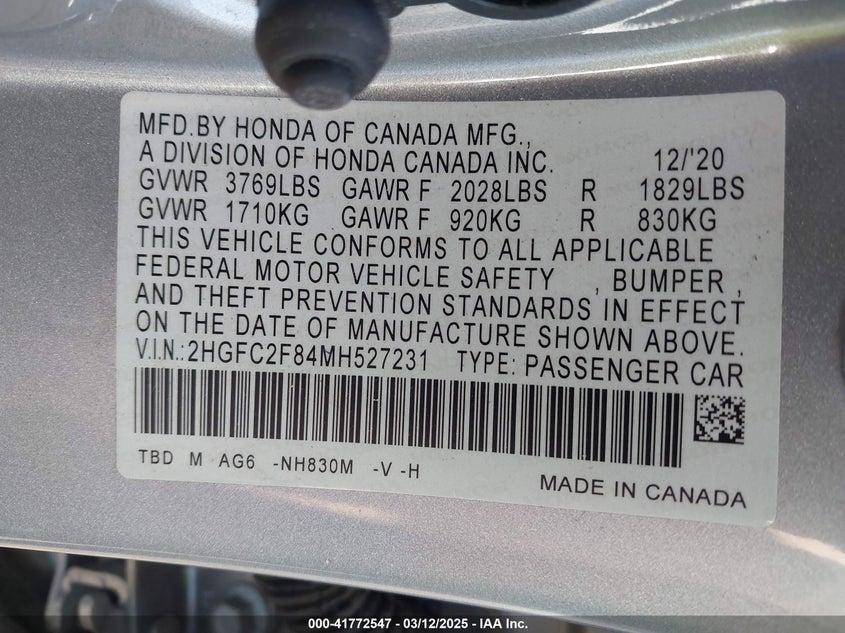 MFD.BY HONDA OF CANADA MFG.,
A DIVISION OF HONDA CANADA INC. 12/'20
GVWR 3769LBS GAWR F 2028LBS R 1829LBS
GVWR 1710KG GAWR F 920KG R 830KG
THIS VEHICLE CONFORMS TO ALL APPLICABLE
FEDERAL MOTOR VEHICLE SAFETY , BUMPER ,
AND THEFT PREVENTION STANDARDS IN EFFECT
ON THE DATE OF MANUFACTURE SHOWN ABOVE.
V.I.N.:2HGFC2F84MH527231 TYPE: PASSENGER CAR
TBD M AG6 -NH830M -V -H
MADE IN CANADA
000-41772547 — 03/12/2025 — IAA Inc.